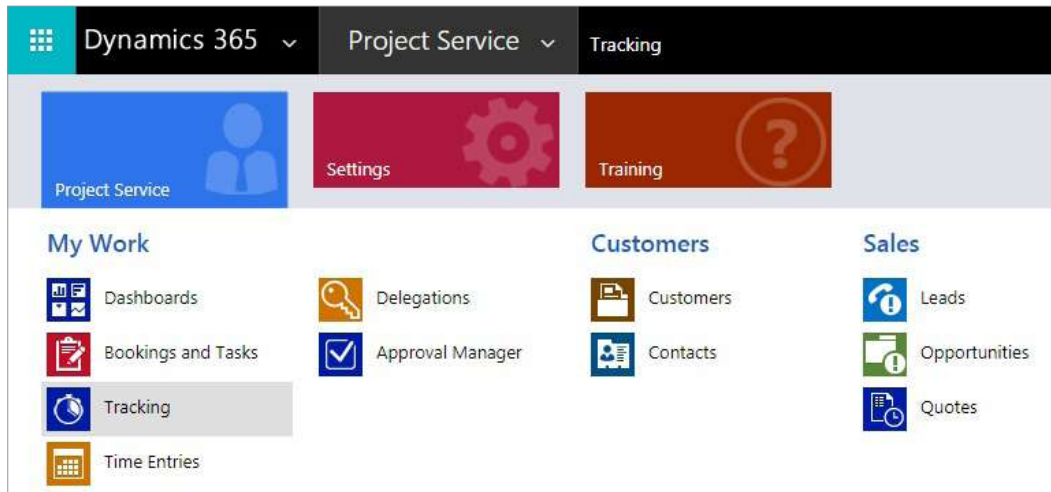 Dynamics 365
Project Service
Tracking
Project Service
Settings
Training
My Work
Dashboards
Bookings and Tasks
Tracking
Time Entries
Delegations
Approval Manager
Customers
Customers
Contacts
Sales
Leads
Opportunities
Quotes